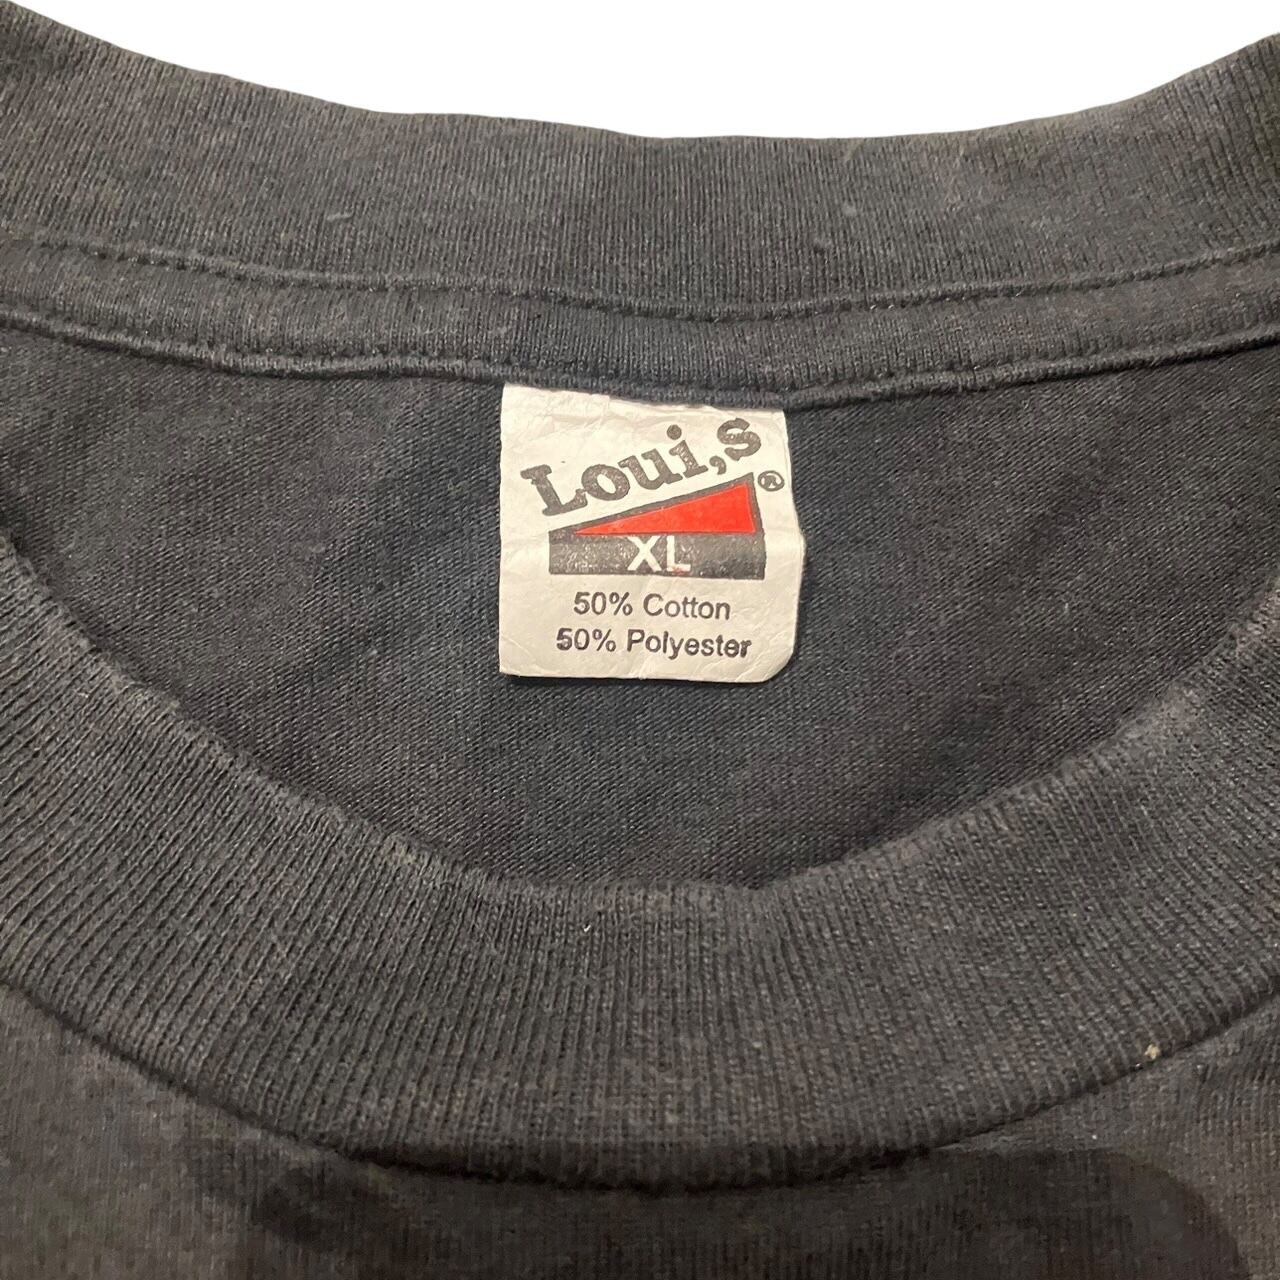 Loui,s ®
XL
50% Cotton
50% Polyester